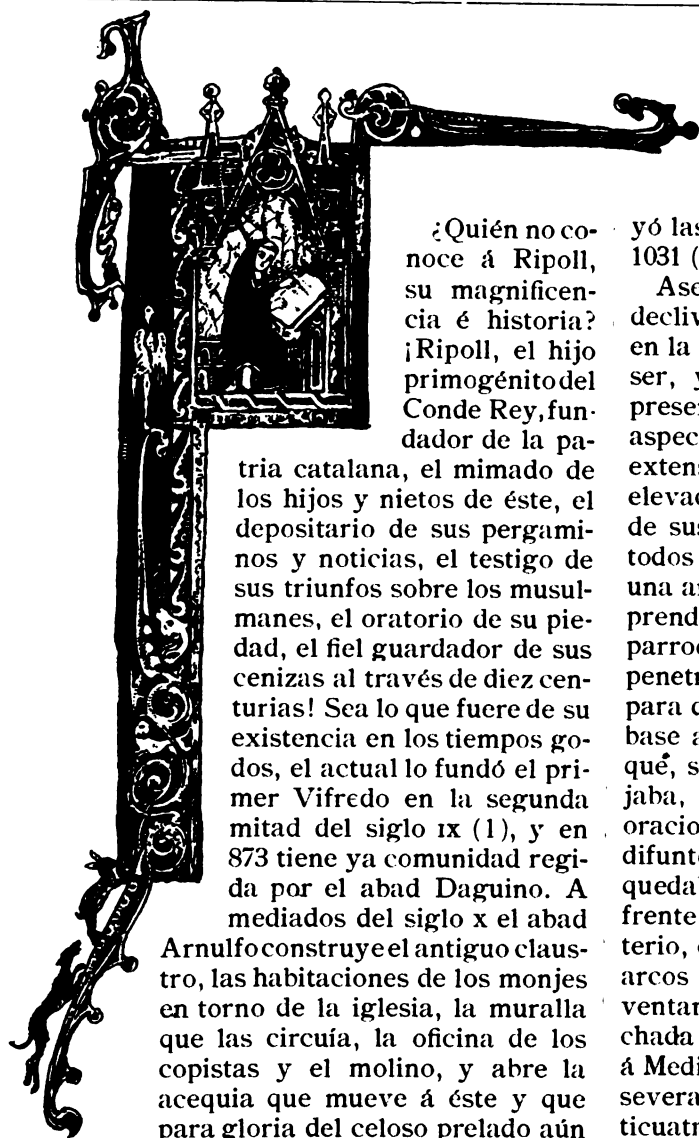 ¿Quién no co-
noce á Ripoll,
su magnificen-
cia é historia?
¡Ripoll, el hijo
primogénito del
Conde Rey, fun-
dador de la pa-
tria catalana, el mimado de
los hijos y nietos de éste, el
depositario de sus pergami-
nos y noticias, el testigo de
sus triunfos sobre los musul-
manes, el oratorio de su pie-
dad, el fiel guardador de sus
cenizas al través de diez cen-
turias! Sea lo que fuere de su
existencia en los tiempos go-
dos, el actual lo fundó el pri-
mer Vifredo en la segunda
mitad del siglo IX (1), y en
873 tiene ya comunidad regi-
da por el abad Daguino. A
mediados del siglo X el abad
Arnulfo construye el antiguo claus-
tro, las habitaciones de los monjes
en torno de la iglesia, la muralla
que las circuía, la oficina de los
copistas y el molino, y abre la
acequia que mueve á éste y que
para gloria del celoso prelado aún
yó las
1031 (
Ase
decliv
en la
ser, y
prese
aspec
exten
eleva
de sus
todos
una a
prend
parro
penetr
para
base a
qué, s
jaba,
oracio
difunt
queda
frente
terio,
arcos
venta
chada
á Medi
severa
ticuat